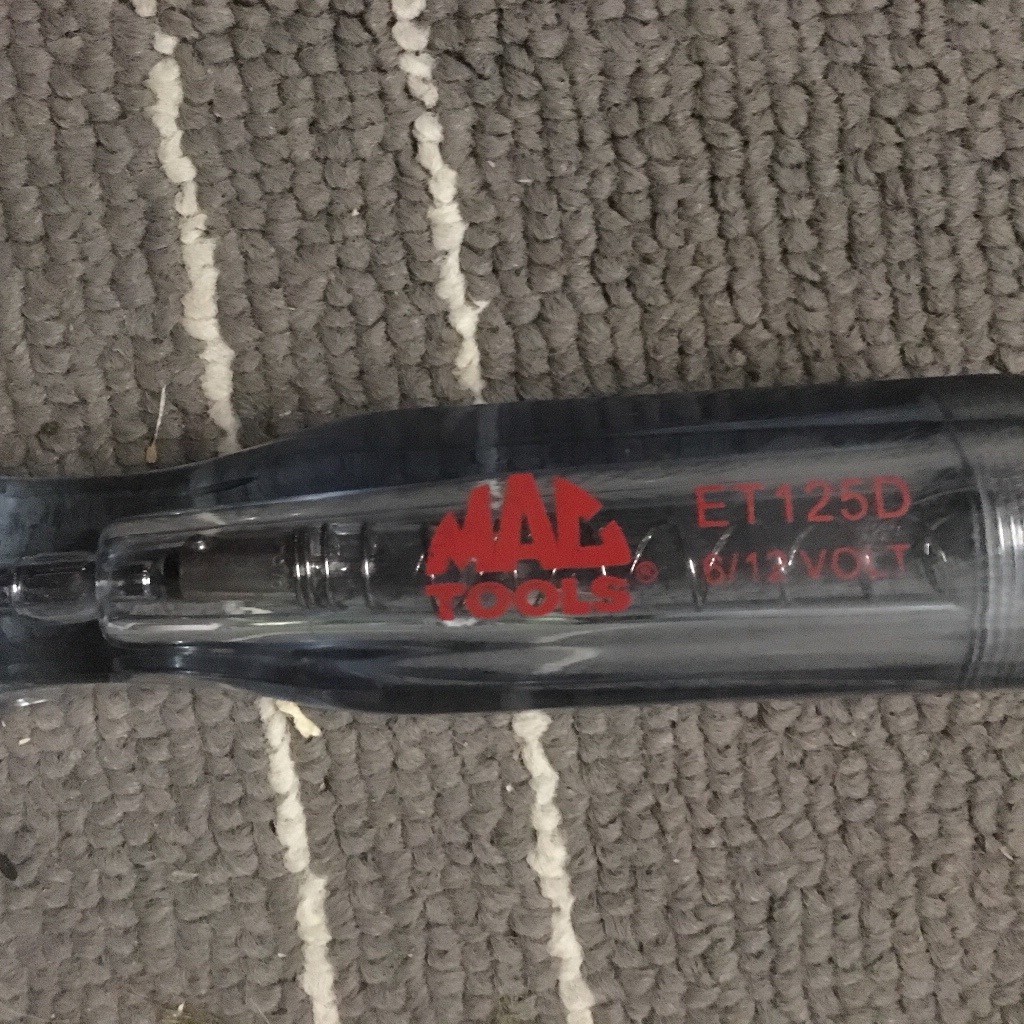 MAC
TOOLS®
ET125D
6/12 VOLT